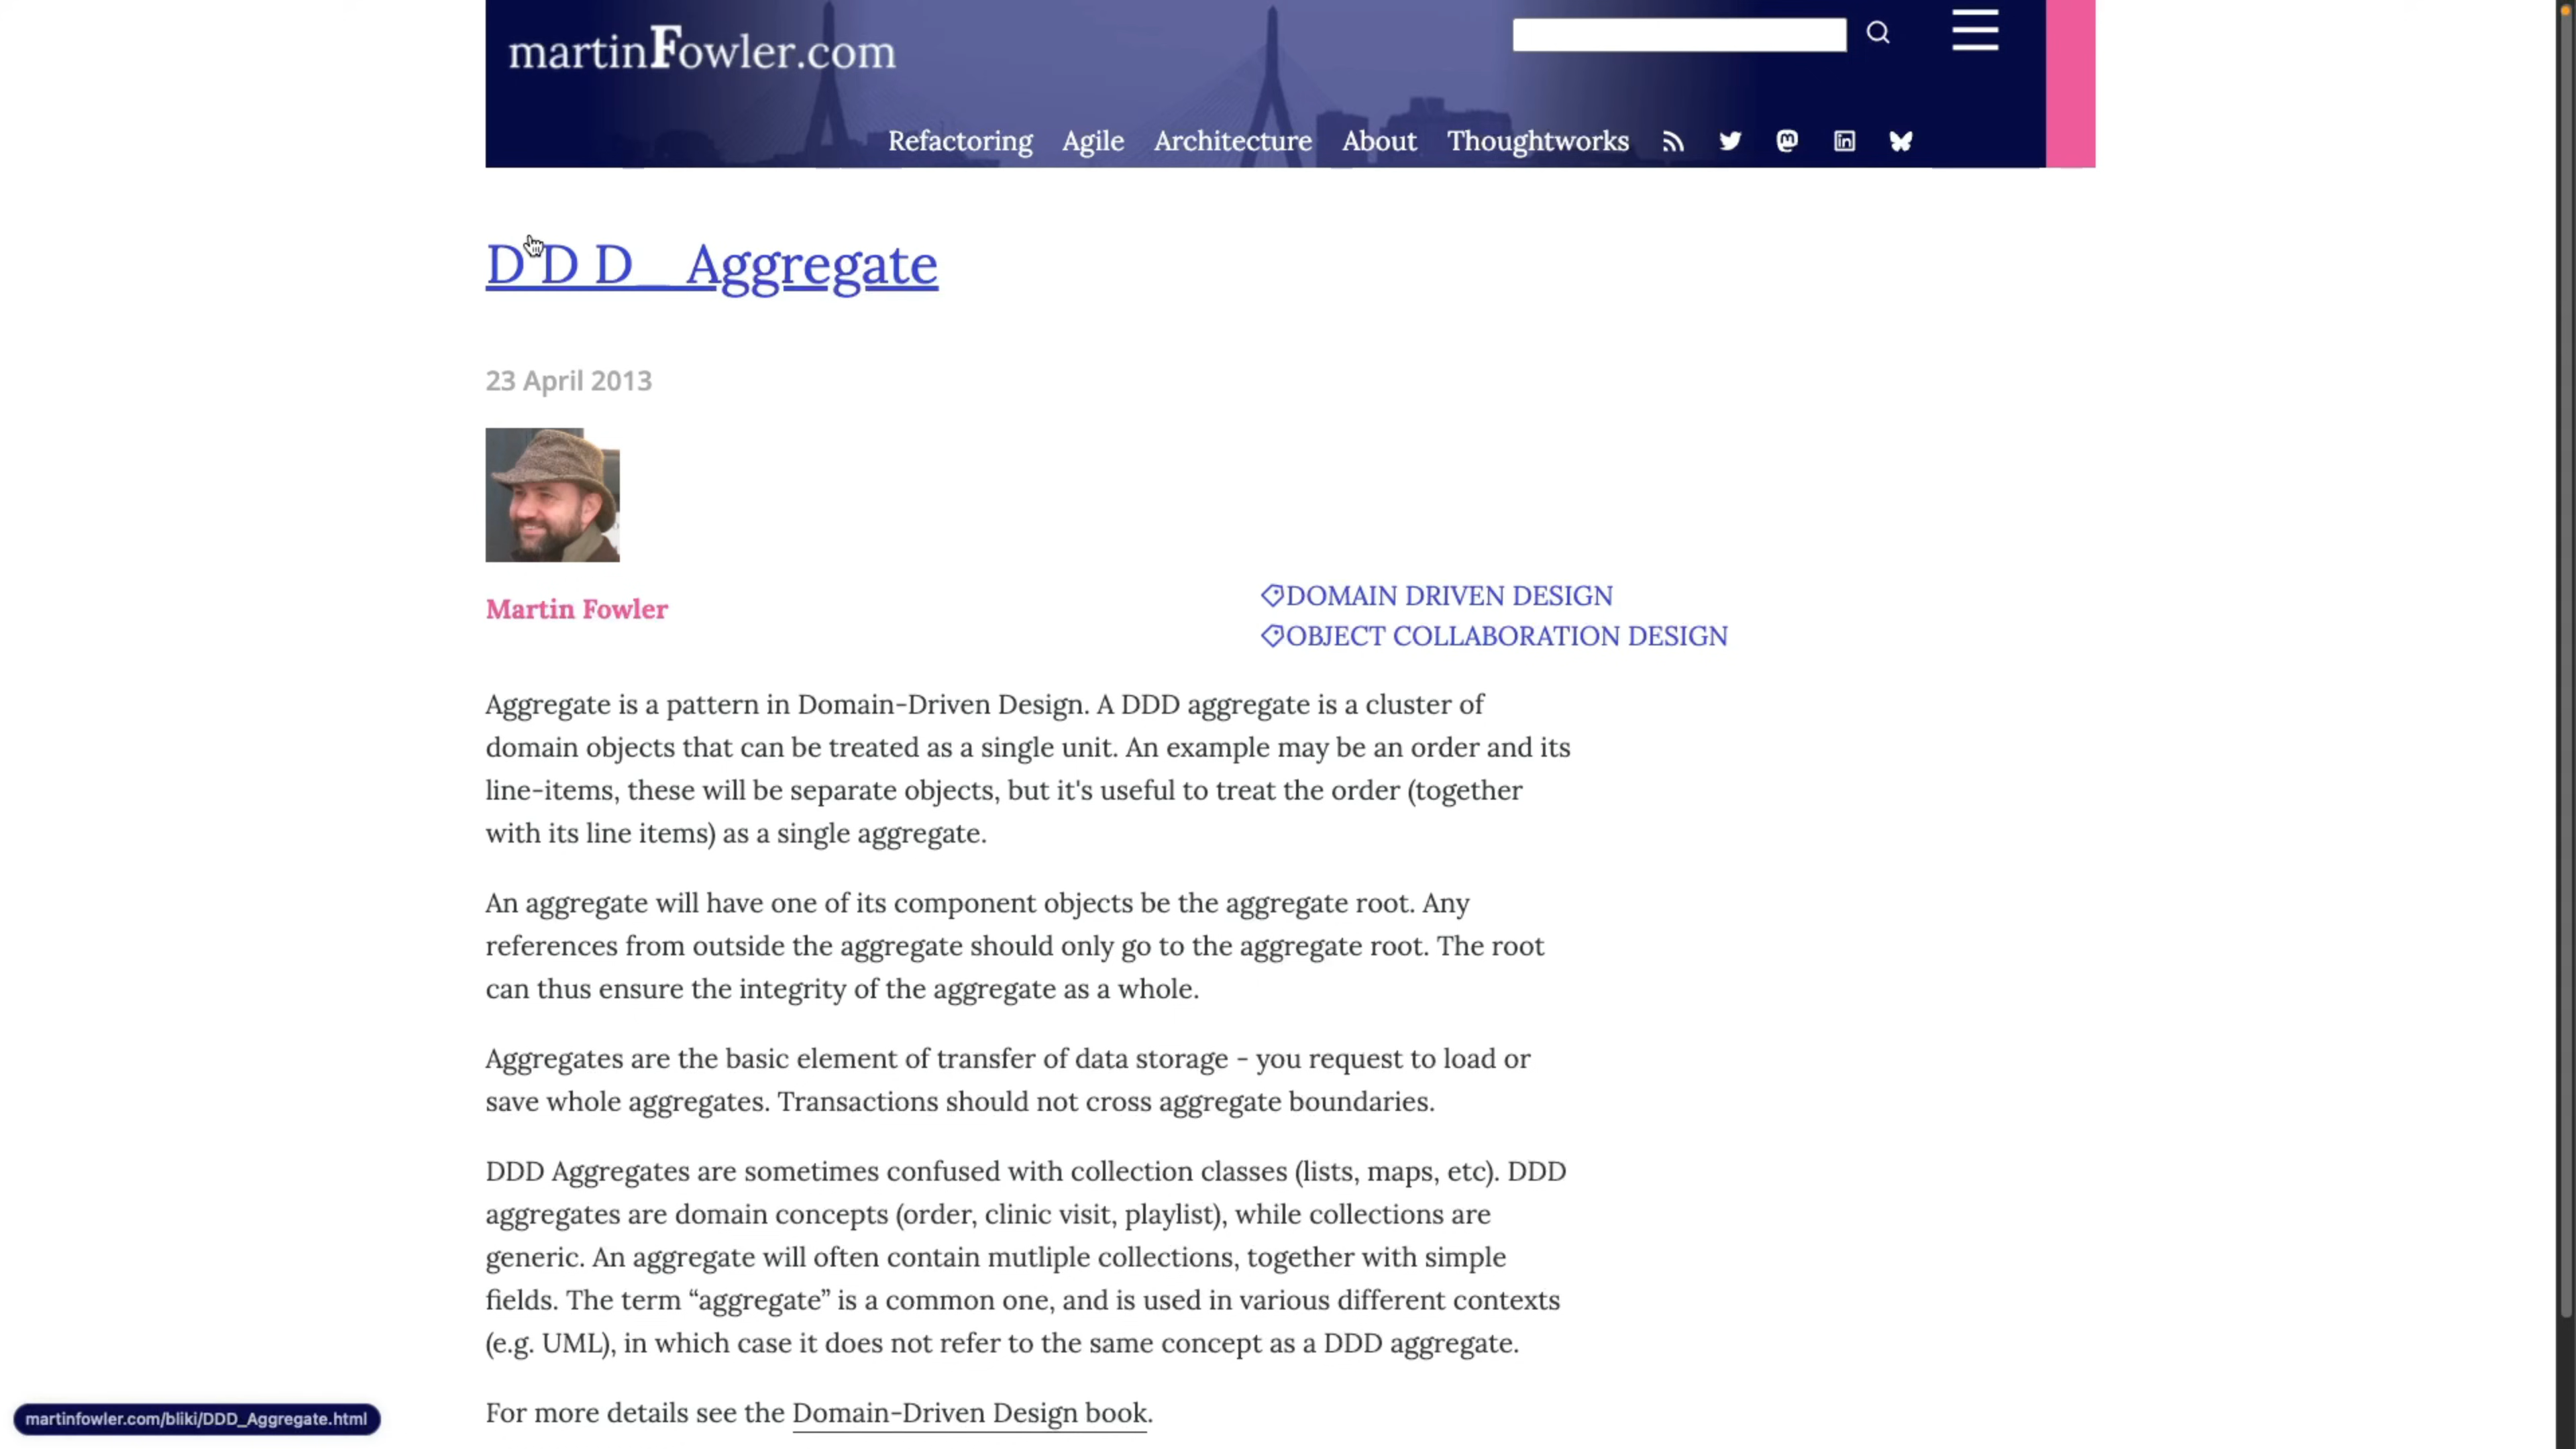 martinFowler.com
Refactoring Agile Architecture About Thoughtworks
D D D_ Aggregate
23 April 2013
Martin Fowler
DOMAIN DRIVEN DESIGN
OBJECT COLLABORATION DESIGN
Aggregate is a pattern in Domain-Driven Design. A DDD aggregate is a cluster of
domain objects that can be treated as a single unit. An example may be an order and its
line-items, these will be separate objects, but it's useful to treat the order (together
with its line items) as a single aggregate.
An aggregate will have one of its component objects be the aggregate root. Any
references from outside the aggregate should only go to the aggregate root. The root
can thus ensure the integrity of the aggregate as a whole.
Aggregates are the basic element of transfer of data storage - you request to load or
save whole aggregates. Transactions should not cross aggregate boundaries.
DDD Aggregates are sometimes confused with collection classes (lists, maps, etc). DDD
aggregates are domain concepts (order, clinic visit, playlist), while collections are
generic. An aggregate will often contain mutliple collections, together with simple
fields. The term “aggregate” is a common one, and is used in various different contexts
(e.g. UML), in which case it does not refer to the same concept as a DDD aggregate.
For more details see the Domain-Driven Design book.
martinfowler.com/bliki/DDD_Aggregate.html